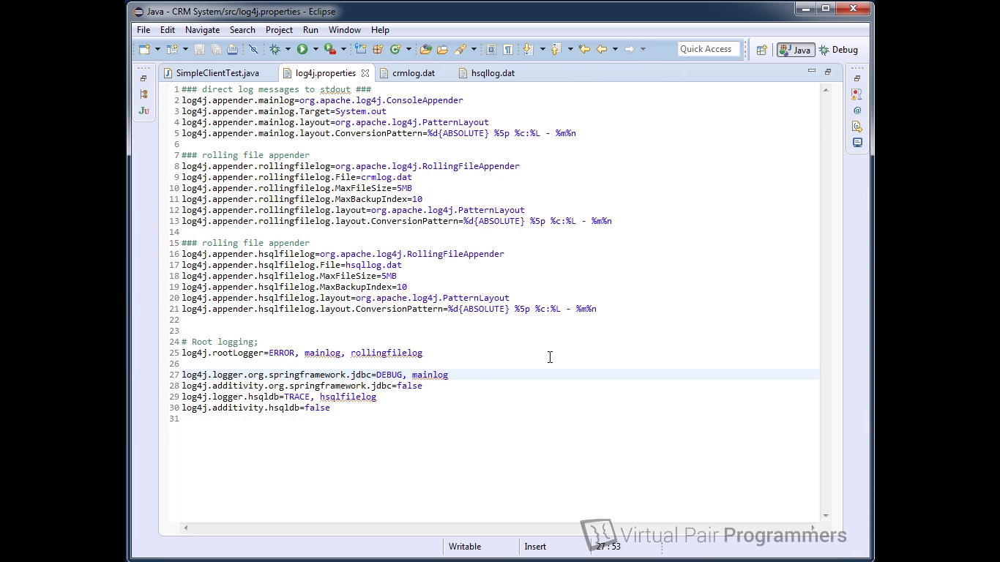 Java - CRM System/src/log4j.properties - Eclipse
File Edit Navigate Search Project Run Window Help
Quick Access Java Debug
SimpleClientTest.java log4j.properties crmlog.dat hsqllog.dat
1 ### direct log messages to stdout ###
2 log4j.appender.mainlog=org.apache.log4j.ConsoleAppender
3 log4j.appender.mainlog.Target=System.out
4 log4j.appender.mainlog.layout=org.apache.log4j.PatternLayout
5 log4j.appender.mainlog.layout.ConversionPattern=%d{ABSOLUTE} %5p %c:%L - %m%n
6
7 ### rolling file appender
8 log4j.appender.rollingfilelog=org.apache.log4j.RollingFileAppender
9 log4j.appender.rollingfilelog.File=crmlog.dat
10 log4j.appender.rollingfilelog.MaxFileSize=5MB
11 log4j.appender.rollingfilelog.MaxBackupIndex=10
12 log4j.appender.rollingfilelog.layout=org.apache.log4j.PatternLayout
13 log4j.appender.rollingfilelog.layout.ConversionPattern=%d{ABSOLUTE} %5p %c:%L - %m%n
14
15 ### rolling file appender
16 log4j.appender.hsqlfilelog=org.apache.log4j.RollingFileAppender
17 log4j.appender.hsqlfilelog.File=hsqllog.dat
18 log4j.appender.hsqlfilelog.MaxFileSize=5MB
19 log4j.appender.hsqlfilelog.MaxBackupIndex=10
20 log4j.appender.hsqlfilelog.layout=org.apache.log4j.PatternLayout
21 log4j.appender.hsqlfilelog.layout.ConversionPattern=%d{ABSOLUTE} %5p %c:%L - %m%n
22
23
24 # Root logging;
25 log4j.rootLogger=ERROR, mainlog, rollingfilelog
26
27 log4j.logger.org.springframework.jdbc=DEBUG, mainlog
28 log4j.additivity.org.springframework.jdbc=false
29 log4j.logger.hsqldb=TRACE, hsqlfilelog
30 log4j.additivity.hsqldb=false
31
Virtual Pair Programmers
Writable Insert 27 : 53